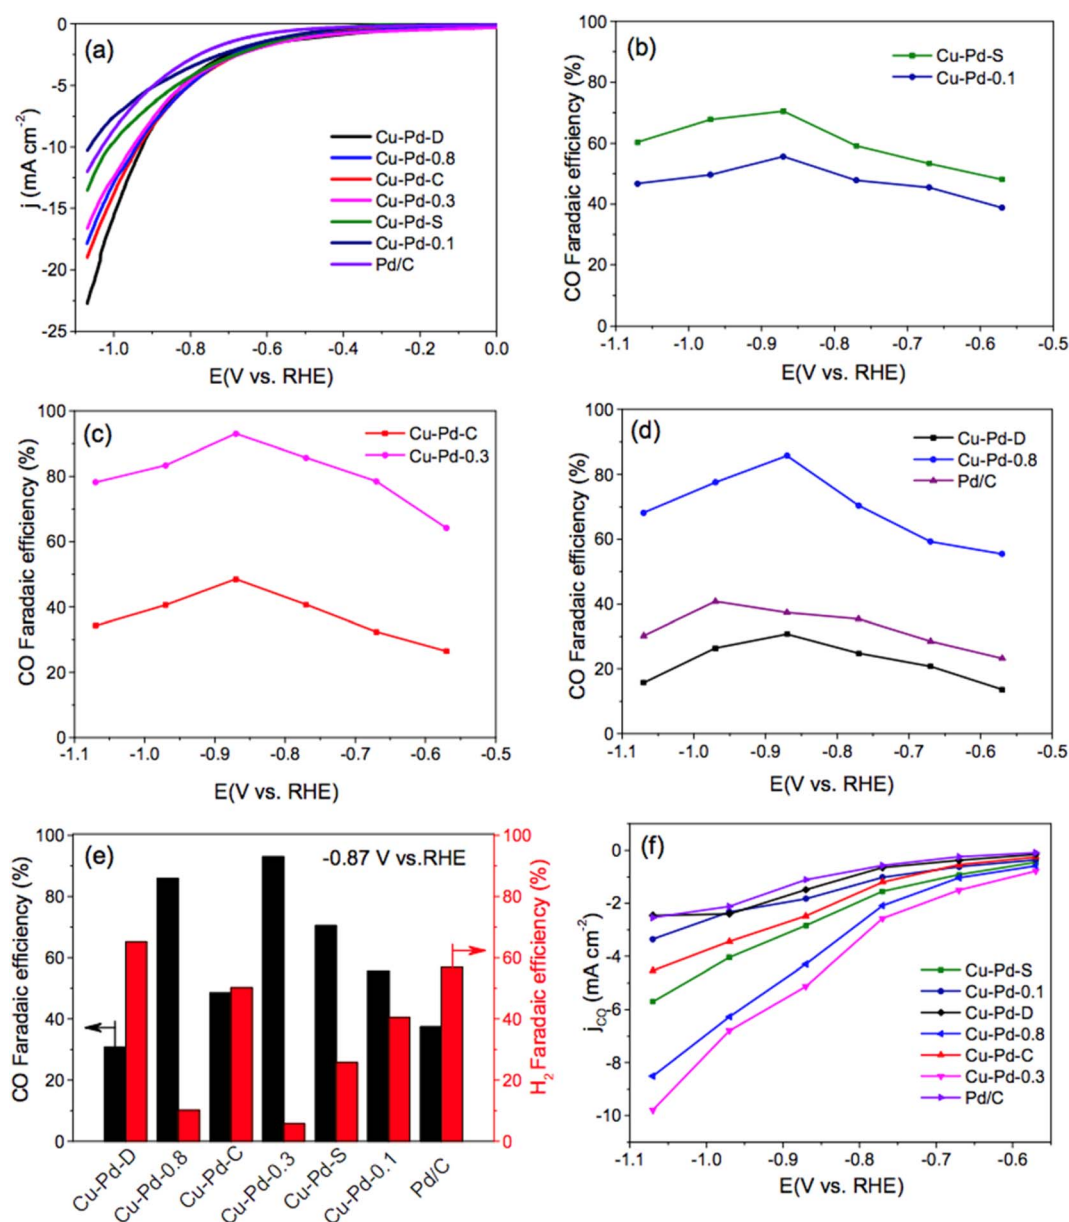 (a)
0
-5
-10
-15
-20
-25
j (mA cm⁻²)
Cu-Pd-D
Cu-Pd-0.8
Cu-Pd-C
Cu-Pd-0.3
Cu-Pd-S
Cu-Pd-0.1
Pd/C
-1.0 -0.8 -0.6 -0.4 -0.2 0.0
E(V vs. RHE)
(b)
100
80
60
40
20
0
CO Faradaic efficiency (%)
Cu-Pd-S
Cu-Pd-0.1
-1.1 -1.0 -0.9 -0.8 -0.7 -0.6 -0.5
E(V vs. RHE)
(c)
100
80
60
40
20
0
CO Faradaic efficiency (%)
Cu-Pd-C
Cu-Pd-0.3
-1.1 -1.0 -0.9 -0.8 -0.7 -0.6 -0.5
E(V vs. RHE)
(d)
100
80
60
40
20
0
CO Faradaic efficiency (%)
Cu-Pd-D
Cu-Pd-0.8
Pd/C
-1.1 -1.0 -0.9 -0.8 -0.7 -0.6 -0.5
E(V vs. RHE)
(e)
-0.87 V vs.RHE
100
80
60
40
20
0
CO Faradaic efficiency (%)
100
80
60
40
20
0
H₂ Faradaic efficiency (%)
Cu-Pd-D
Cu-Pd-0.8
Cu-Pd-C
Cu-Pd-0.3
Cu-Pd-S
Cu-Pd-0.1
Pd/C
(f)
0
-2
-4
-6
-8
-10
j_CO (mA cm⁻²)
Cu-Pd-S
Cu-Pd-0.1
Cu-Pd-D
Cu-Pd-0.8
Cu-Pd-C
Cu-Pd-0.3
Pd/C
-1.1 -1.0 -0.9 -0.8 -0.7 -0.6
E(V vs. RHE)